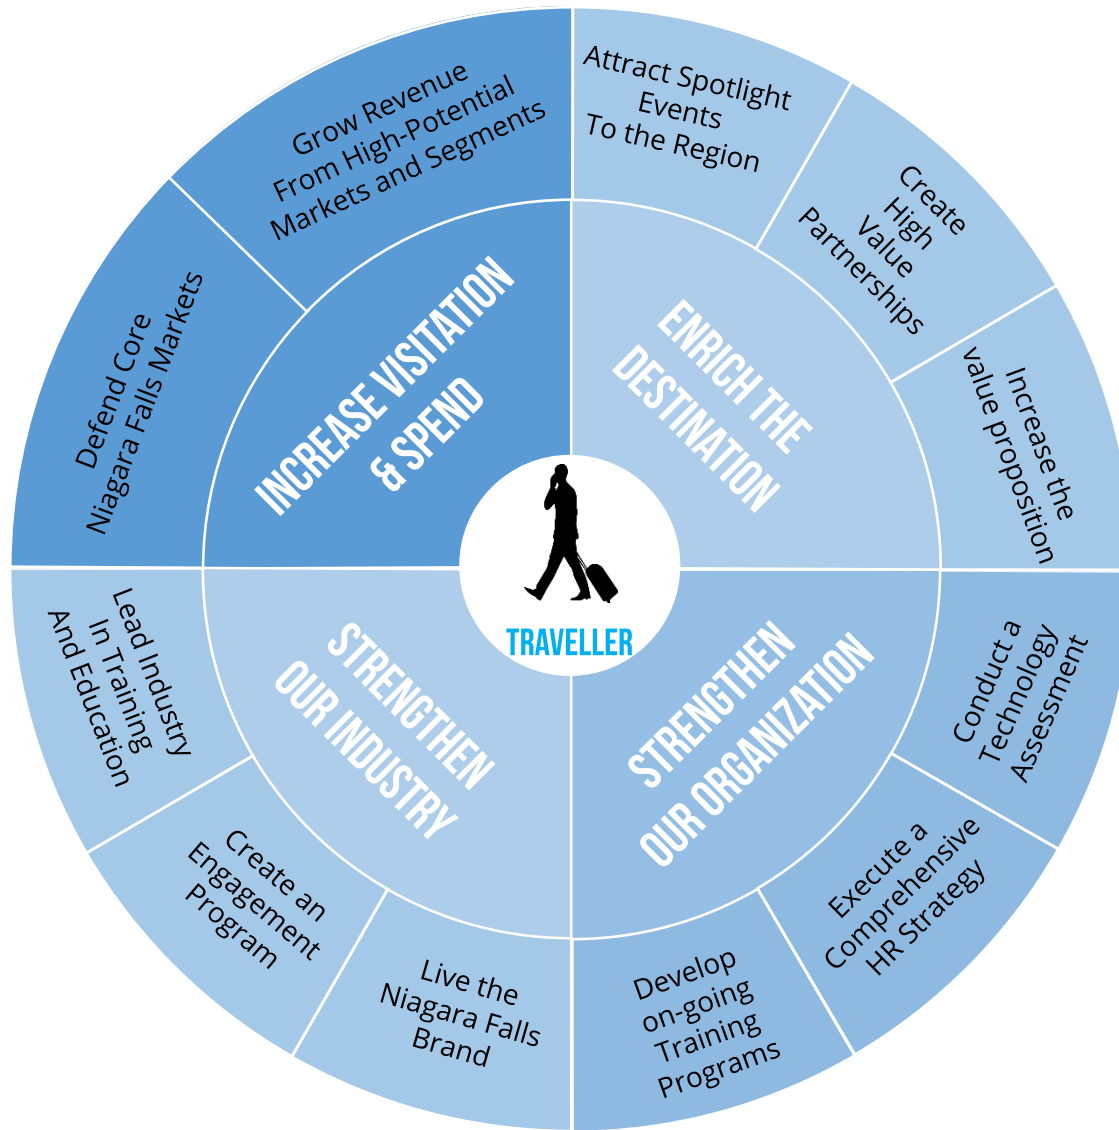 Grow Revenue
From High-Potential
Markets and Segments
Defend Core
Niagara Falls Markets
INCREASE VISITATION
& SPEND
Attract Spotlight
Events
To the Region
Create
High
Value
Partnerships
Increase the
value proposition
ENRICH THE
DESTINATION
TRAVELLER
Lead Industry
In Training
And Education
Create an
Engagement
Program
Live the
Niagara Falls
Brand
STRENGTHEN
OUR INDUSTRY
STRENGTHEN
OUR ORGANIZATION
Conduct a
Technology
Assessment
Execute a
Comprehensive
HR Strategy
Develop
on-going
Training
Programs